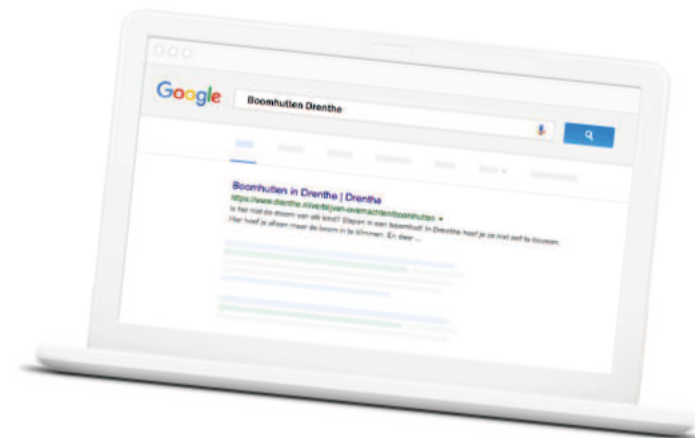 Google
Boomhutten Drenthe
Boomhutten in Drenthe | Drenthe
https://www.drenthe.nl/verblijven-overnachten/boomhutten
Is het niet de droom van elk kind? Slapen in een boomhut! In Drenthe hoef je ze niet zelf te bouwen.
Hier hoef je alleen maar de boom in te klimmen. En daar ...